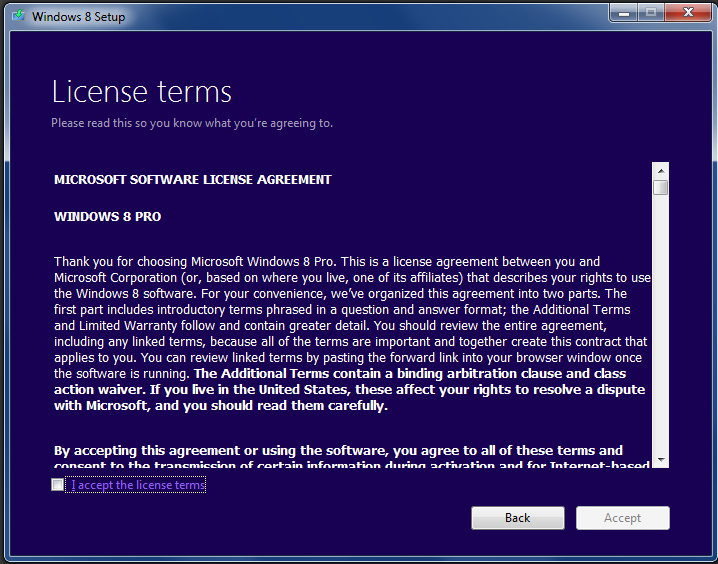 Windows 8 Setup
License terms
Please read this so you know what you're agreeing to.
MICROSOFT SOFTWARE LICENSE AGREEMENT
WINDOWS 8 PRO
Thank you for choosing Microsoft Windows 8 Pro. This is a license agreement between you and
Microsoft Corporation (or, based on where you live, one of its affiliates) that describes your rights to use
the Windows 8 software. For your convenience, we've organized this agreement into two parts. The
first part includes introductory terms phrased in a question and answer format; the Additional Terms
and Limited Warranty follow and contain greater detail. You should review the entire agreement,
including any linked terms, because all of the terms are important and together create this contract that
applies to you. You can review linked terms by pasting the forward link into your browser window once
the software is running. The Additional Terms contain a binding arbitration clause and class
action waiver. If you live in the United States, these affect your rights to resolve a dispute
with Microsoft, and you should read them carefully.
By accepting this agreement or using the software, you agree to all of these terms and
consent to the transmission of certain information during activation and for Internet-based
I accept the license terms
Back
Accept